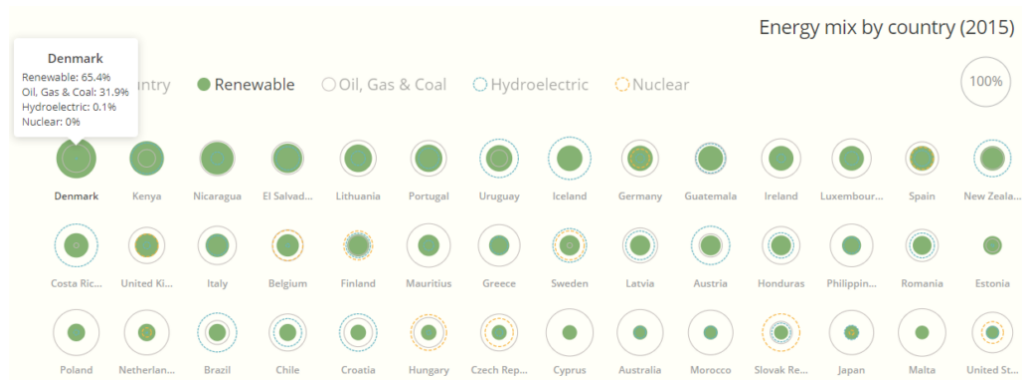 Energy mix by country (2015)
Denmark
Renewable: 65.4%
Oil, Gas & Coal: 31.9%
Hydroelectric: 0.1%
Nuclear: 0%
untry Renewable Oil, Gas & Coal Hydroelectric Nuclear 100%
Denmark Kenya Nicaragua El Salvad... Lithuania Portugal Uruguay Iceland Germany Guatemala Ireland Luxembour... Spain New Zeala...
Costa Ric... United Ki... Italy Belgium Finland Mauritius Greece Sweden Latvia Austria Honduras Philippin... Romania Estonia
Poland Netherlan... Brazil Chile Croatia Hungary Czech Rep... Cyprus Australia Morocco Slovak Re... Japan Malta United St...